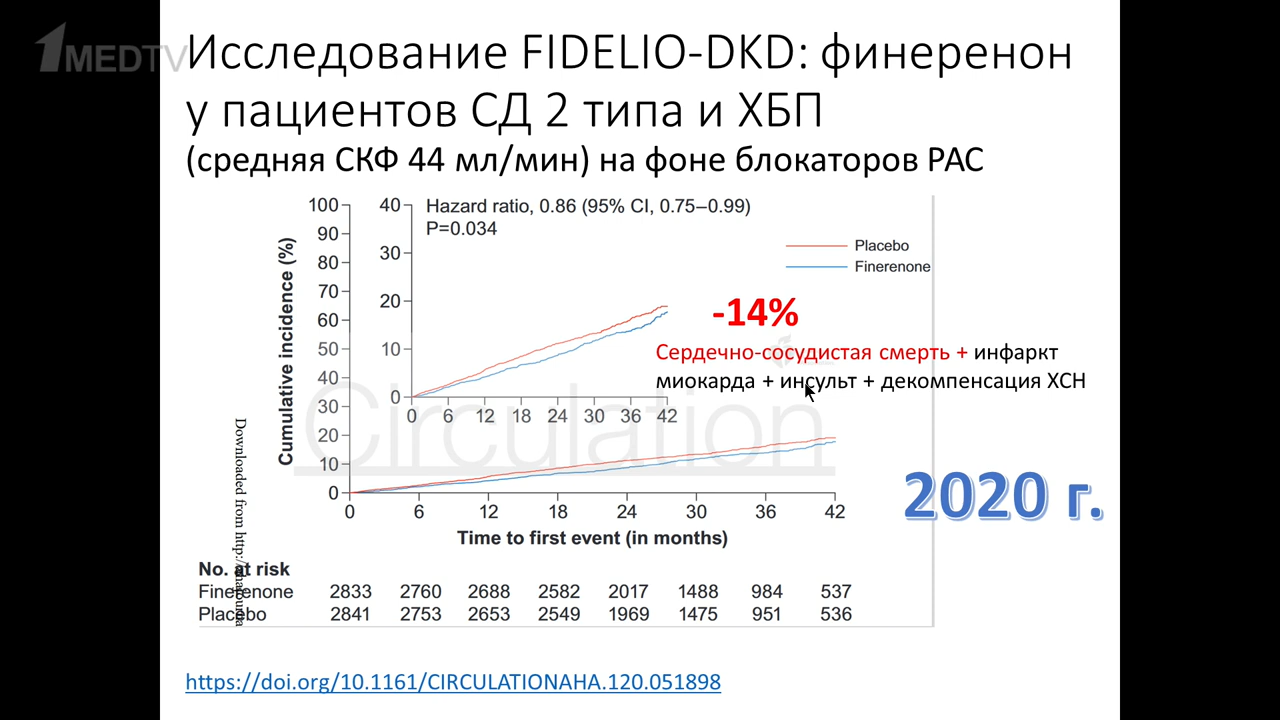 1MEDTV
Исследование FIDELIO-DKD: финеренон
у пациентов СД 2 типа и ХБП
(средняя СКФ 44 мл/мин) на фоне блокаторов РАС
Hazard ratio, 0.86 (95% CI, 0.75–0.99)
P=0.034
Placebo
Finerenone
40
30
20
10
0
0 6 12 18 24 30 36 42
-14%
Сердечно-сосудистая смерть + инфаркт
миокарда + инсульт + декомпенсация ХСН
Cumulative incidence (%)
100
90
80
70
60
50
40
30
20
10
0
0 6 12 18 24 30 36 42
Time to first event (in months)
Circulation
2020 г.
Downloaded from http://
No. at risk
Finerenone 2833 2760 2688 2582 2017 1488 984 537
Placebo 2841 2753 2653 2549 1969 1475 951 536
https://doi.org/10.1161/CIRCULATIONAHA.120.051898